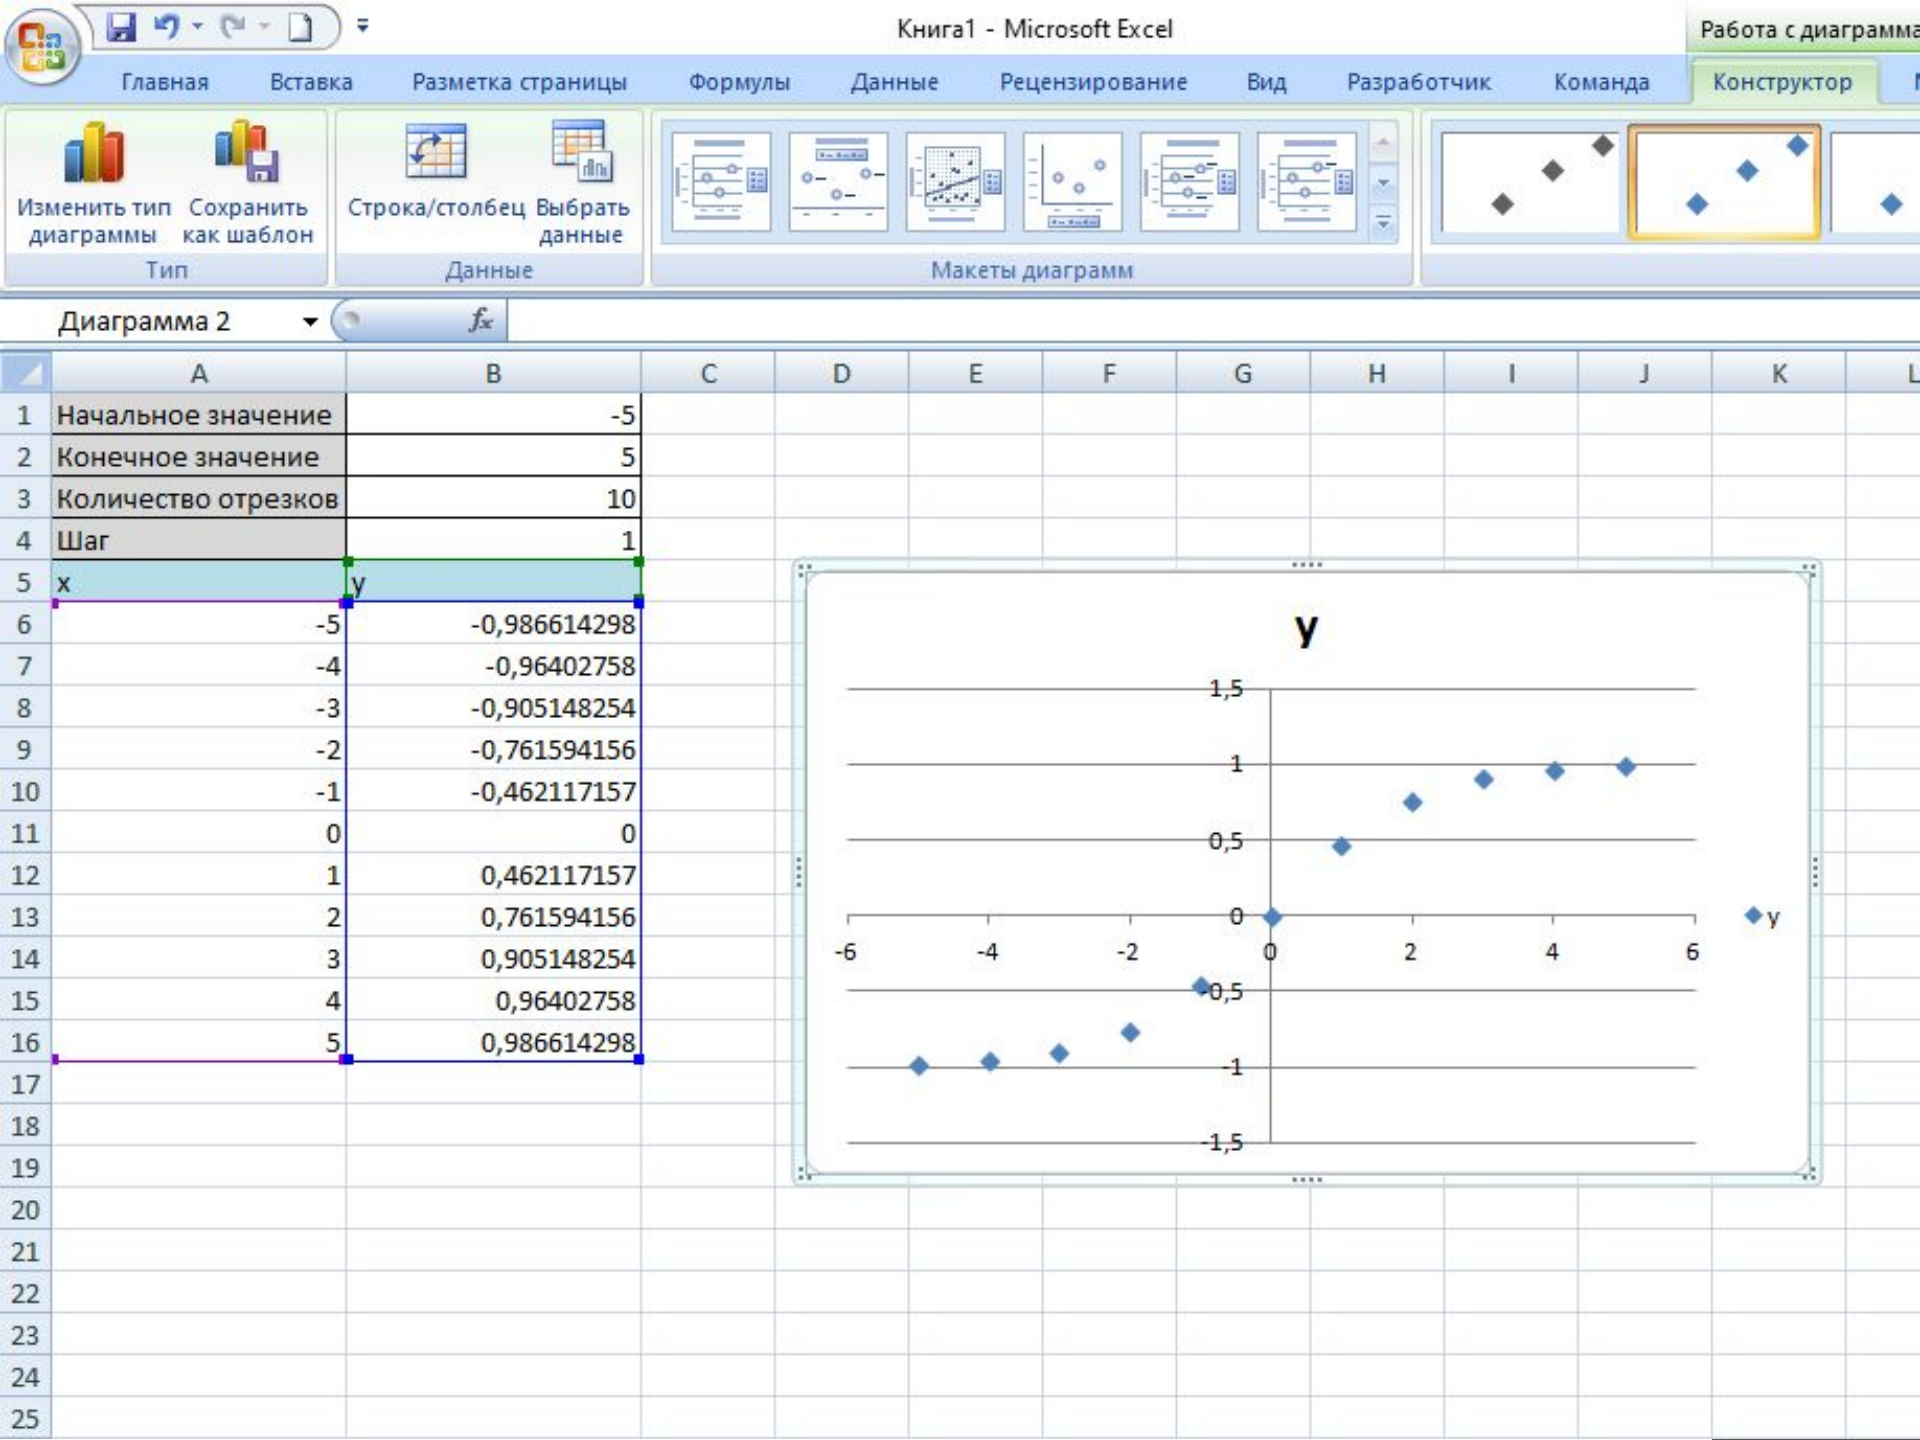 Книга1 - Microsoft Excel
Работа с диаграмма
Главная
Вставка
Разметка страницы
Формулы
Данные
Рецензирование
Вид
Разработчик
Команда
Конструктор
Изменить тип
диаграммы
Сохранить
как шаблон
Строка/столбец
Выбрать
данные
Тип
Данные
Макеты диаграмм
Диаграмма 2
fx
A B C D E F G H I J K L
1 Начальное значение -5
2 Конечное значение 5
3 Количество отрезков 10
4 Шаг 1
5 x y
6 -5 -0,986614298
7 -4 -0,96402758
8 -3 -0,905148254
9 -2 -0,761594156
10 -1 -0,462117157
11 0 0
12 1 0,462117157
13 2 0,761594156
14 3 0,905148254
15 4 0,96402758
16 5 0,986614298
17
18
19
20
21
22
23
24
25
y
1,5
1
0,5
0
-6 -4 -2 0 2 4 6
-0,5
-1
-1,5
y